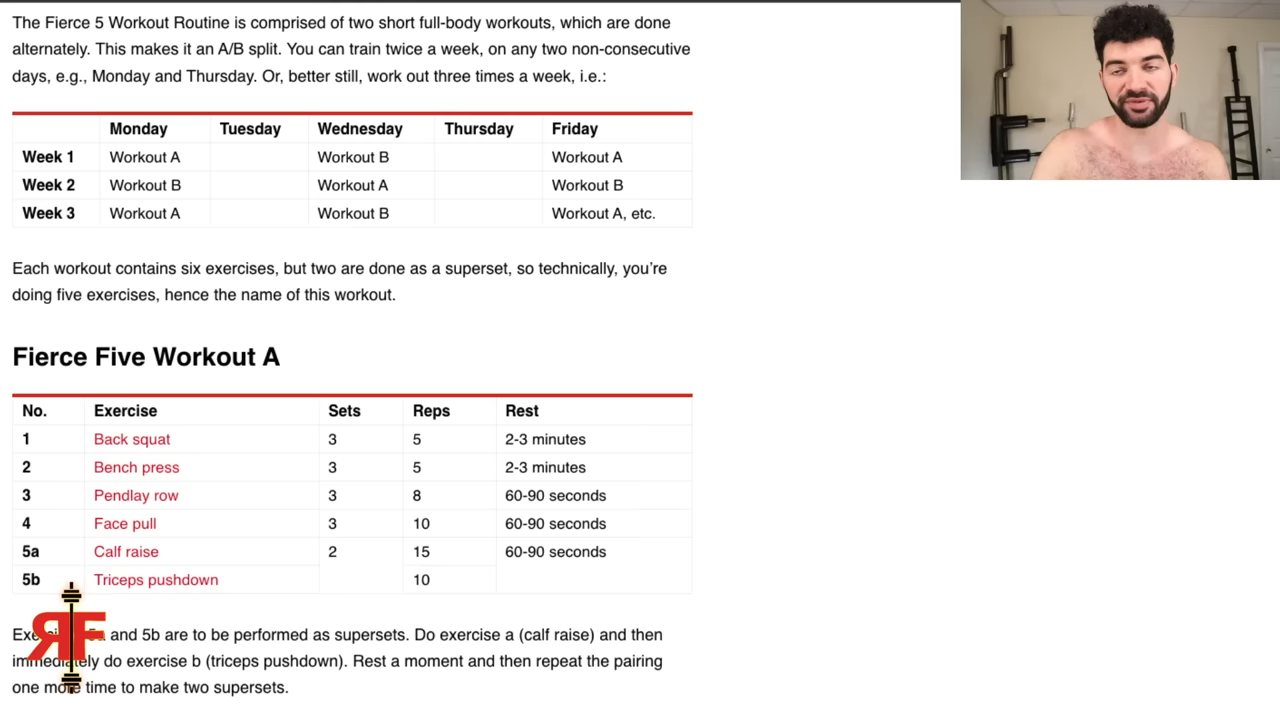 The Fierce 5 Workout Routine is comprised of two short full-body workouts, which are done
alternately. This makes it an A/B split. You can train twice a week, on any two non-consecutive
days, e.g., Monday and Thursday. Or, better still, work out three times a week, i.e.:
Monday Tuesday Wednesday Thursday Friday
Week 1 Workout A Workout B Workout A
Week 2 Workout B Workout A Workout B
Week 3 Workout A Workout B Workout A, etc.
Each workout contains six exercises, but two are done as a superset, so technically, you’re
doing five exercises, hence the name of this workout.
Fierce Five Workout A
No. Exercise Sets Reps Rest
1 Back squat 3 5 2-3 minutes
2 Bench press 3 5 2-3 minutes
3 Pendlay row 3 8 60-90 seconds
4 Face pull 3 10 60-90 seconds
5a Calf raise 2 15 60-90 seconds
5b Triceps pushdown 10
and 5b are to be performed as supersets. Do exercise a (calf raise) and then
immediately do exercise b (triceps pushdown). Rest a moment and then repeat the pairing
one more time to make two supersets.
RF